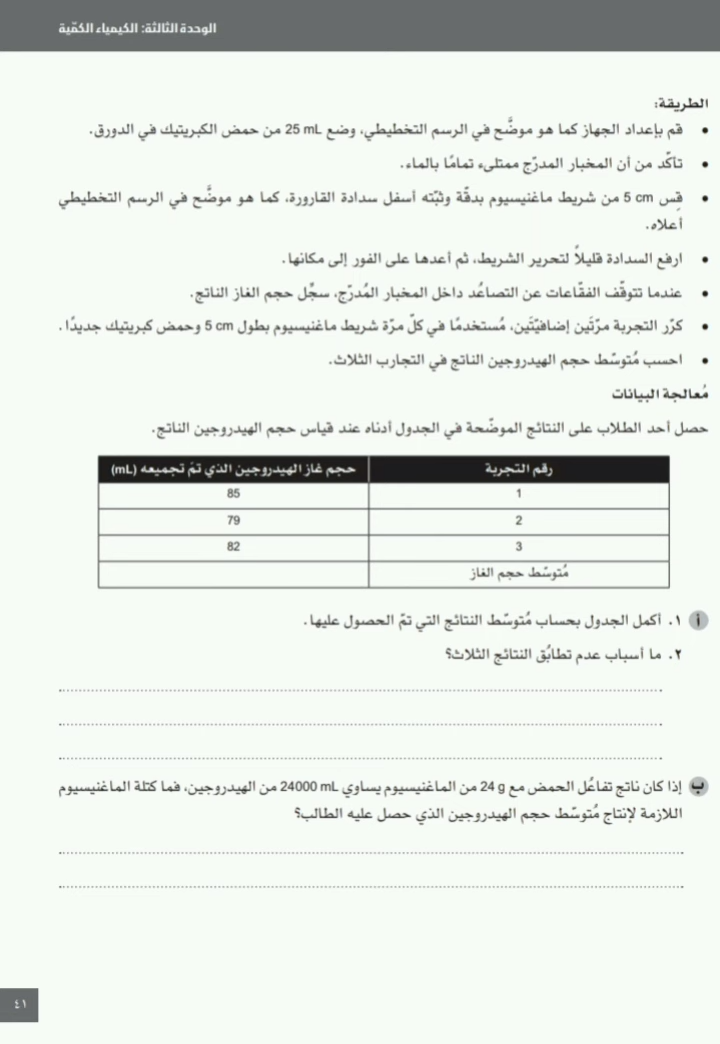 الوحدة الثالثة: الكيمياء الكمّية
الطريقة:
• قم بإعداد الجهاز كما هو موضَّح في الرسم التخطيطي، وضع 25 mL من حمض الكبريتيك في الدورق.
• تأكّد من أن المخبار المدرّج ممتلىء تمامًا بالماء.
• قِس 5 cm من شريط ماغنيسيوم بدقّة وثبّته أسفل سدادة القارورة، كما هو موضَّح في الرسم التخطيطي
أعلاه.
• ارفع السدادة قليلاً لتحرير الشريط، ثم أعدها على الفور إلى مكانها.
• عندما تتوقّف الفقّاعات عن التصاعُد داخل المخبار المُدرّج، سجِّل حجم الغاز الناتج.
• كرّر التجربة مرّتَين إضافيّتَين، مُستخدمًا في كلّ مرّة شريط ماغنيسيوم بطول 5 cm وحمض كبريتيك جديدًا.
• احسب مُتوسّط حجم الهيدروجين الناتج في التجارب الثلاث.
مُعالجة البيانات
حصل أحد الطلاب على النتائج الموضّحة في الجدول أدناه عند قياس حجم الهيدروجين الناتج.
رقم التجربة حجم غاز الهيدروجين الذي تمّ تجميعه (mL)
1 85
2 79
3 82
مُتوسّط حجم الغاز
أ ١. أكمل الجدول بحساب مُتوسّط النتائج التي تمّ الحصول عليها.
٢. ما أسباب عدم تطابُق النتائج الثلاث؟
ب إذا كان ناتج تفاعُل الحمض مع 24 g من الماغنيسيوم يساوي 24000 mL من الهيدروجين، فما كتلة الماغنيسيوم
اللازمة لإنتاج مُتوسّط حجم الهيدروجين الذي حصل عليه الطالب؟
٤١